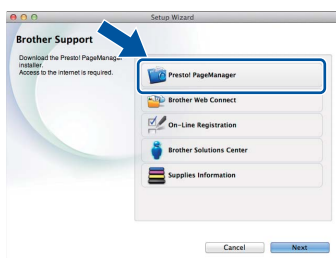 Setup Wizard
Brother Support
Download the Presto! PageManager
installer.
Access to the internet is required.
Presto! PageManager
Brother Web Connect
On-Line Registration
Brother Solutions Center
Supplies Information
Cancel
Next